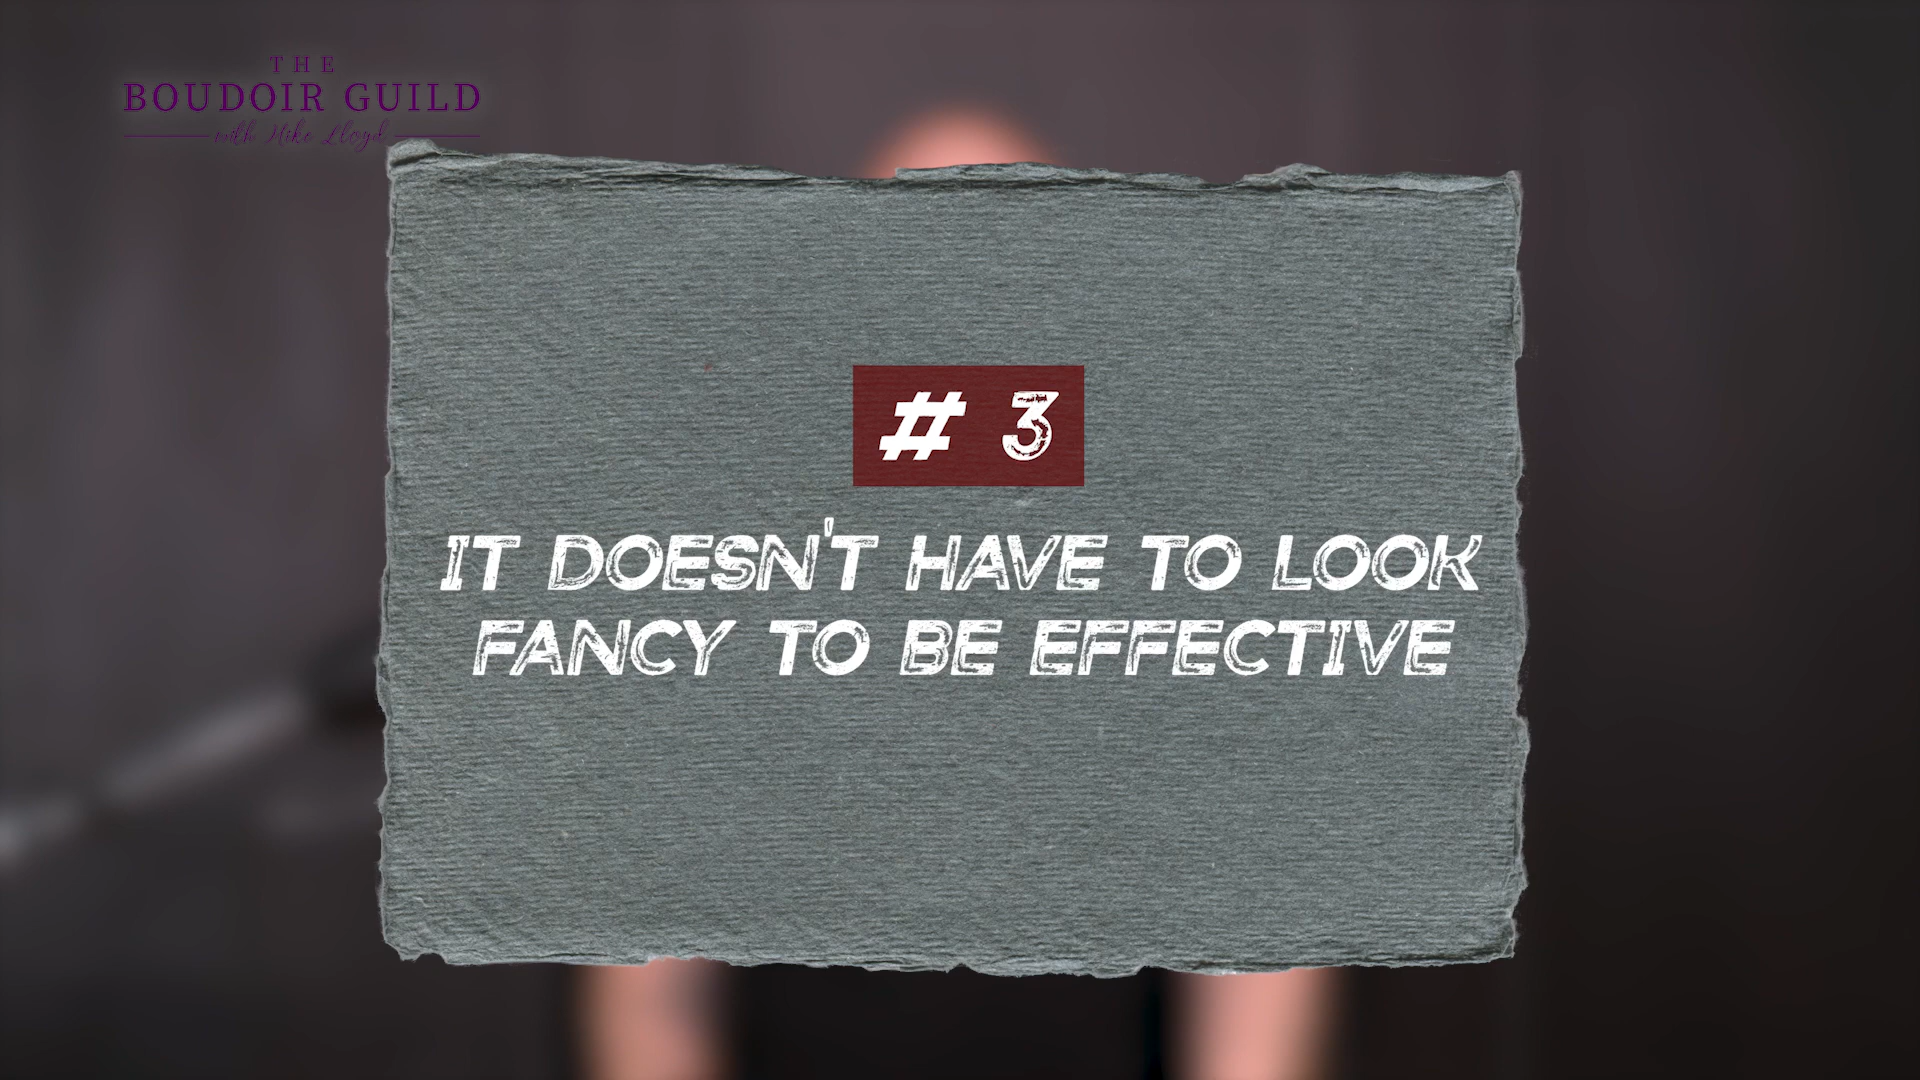 THE
BOUDOIR GUILD
with Mike Lloyd
# 3
IT DOESN'T HAVE TO LOOK
FANCY TO BE EFFECTIVE